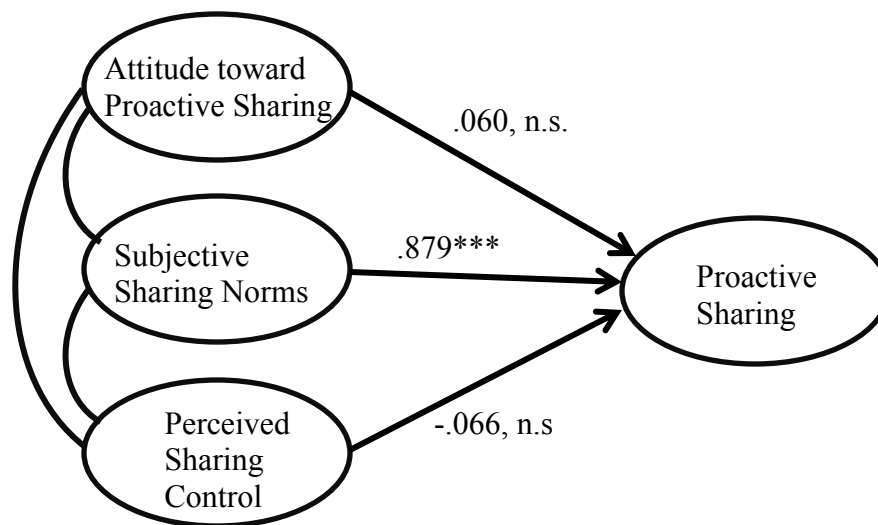 Attitude toward
Proactive Sharing
.060, n.s.
Subjective
Sharing Norms
.879***
Proactive
Sharing
Perceived
Sharing
Control
-.066, n.s